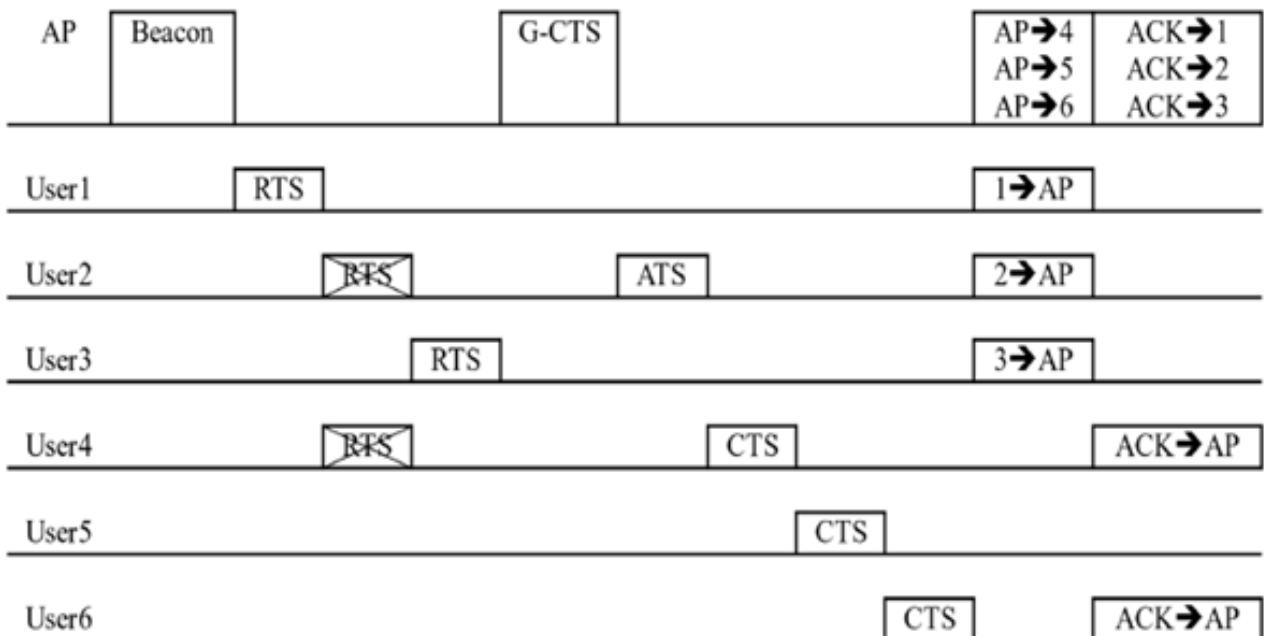 AP Beacon G-CTS AP➔4 ACK➔1
AP➔5 ACK➔2
AP➔6 ACK➔3
User1 RTS 1➔AP
User2 RTS ATS 2➔AP
User3 RTS 3➔AP
User4 RTS CTS ACK➔AP
User5 CTS
User6 CTS ACK➔AP